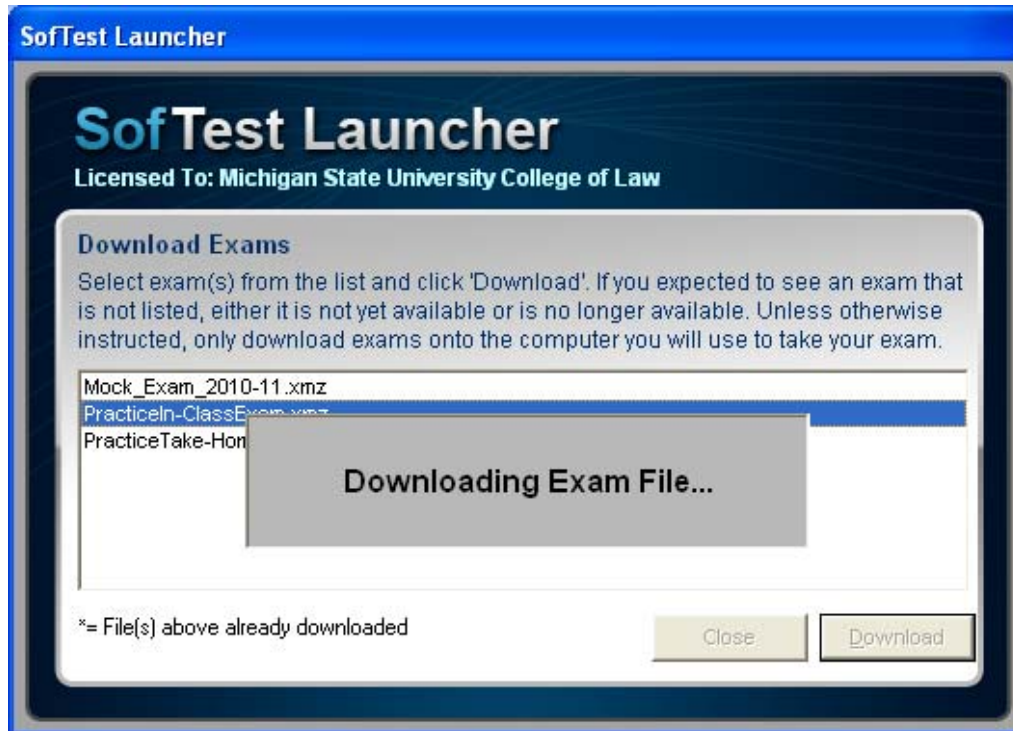 SofTest Launcher
SofTest Launcher
Licensed To: Michigan State University College of Law
Download Exams
Select exam(s) from the list and click 'Download'. If you expected to see an exam that
is not listed, either it is not yet available or is no longer available. Unless otherwise
instructed, only download exams onto the computer you will use to take your exam.
Mock_Exam_2010-11.xmz
PracticeIn-ClassExam.xmz
PracticeTake-Hom
Downloading Exam File...
*= File(s) above already downloaded
Close
Download